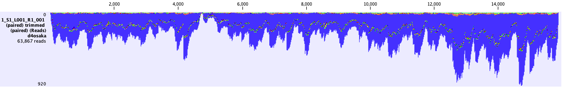 2,000 4,000 6,000 8,000 10,000 12,000 14,000
0
1_S1_L001_R1_001
(paired) trimmed
(paired) (Reads)
d4osaka
63,867 reads
920